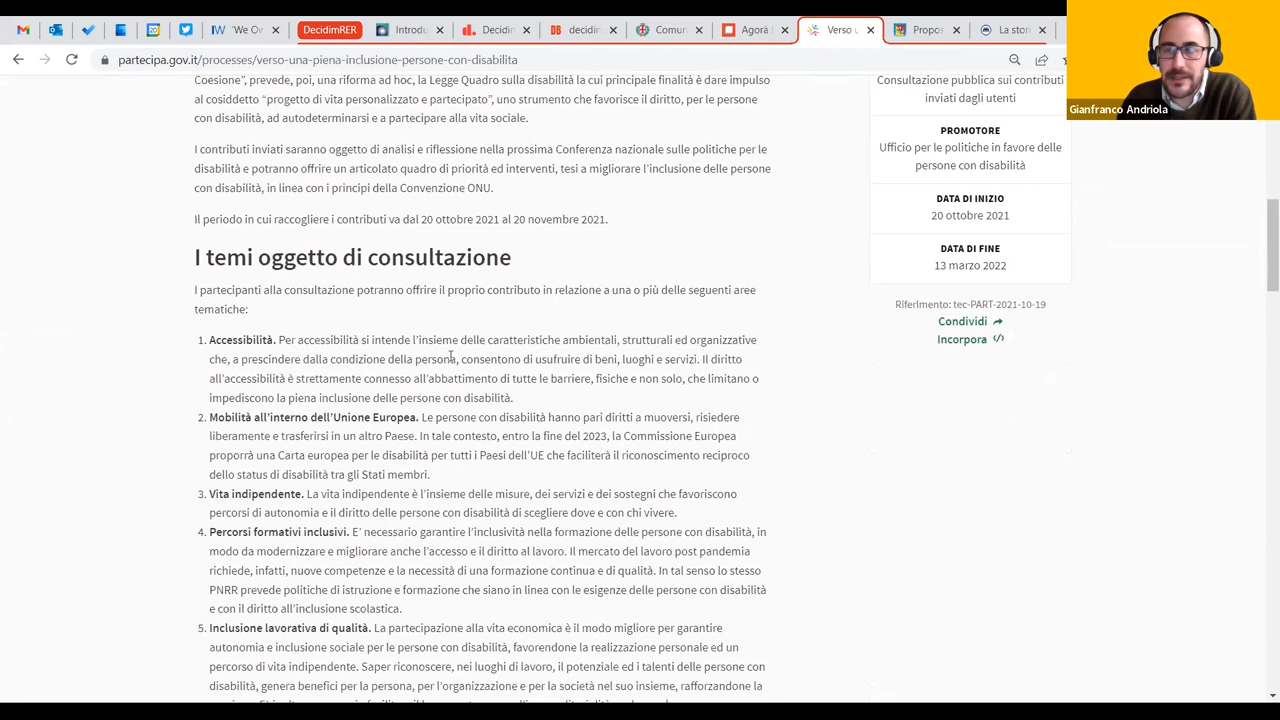 'We Ov
DecidimRER
Introdu
Decidin
DB decidin
Comun
Agorà
Verso u
Propos
La ston
partecipa.gov.it/processes/verso-una-piena-inclusione-persone-con-disabilita
Gianfranco Andriola
Coesione", prevede, poi, una riforma ad hoc, la Legge Quadro sulla disabilità la cui principale finalità è dare impulso
al cosiddetto "progetto di vita personalizzato e partecipato", uno strumento che favorisce il diritto, per le persone
con disabilità, ad autodeterminarsi e a partecipare alla vita sociale.
I contributi inviati saranno oggetto di analisi e riflessione nella prossima Conferenza nazionale sulle politiche per le
disabilità e potranno offrire un articolato quadro di priorità ed interventi, tesi a migliorare l'inclusione delle persone
con disabilità, in linea con i principi della Convenzione ONU.
Il periodo in cui raccogliere i contributi va dal 20 ottobre 2021 al 20 novembre 2021.
I temi oggetto di consultazione
I partecipanti alla consultazione potranno offrire il proprio contributo in relazione a una o più delle seguenti aree
tematiche:
1. Accessibilità. Per accessibilità si intende l'insieme delle caratteristiche ambientali, strutturali ed organizzative
che, a prescindere dalla condizione della persona, consentono di usufruire di beni, luoghi e servizi. Il diritto
all'accessibilità è strettamente connesso all'abbattimento di tutte le barriere, fisiche e non solo, che limitano o
impediscono la piena inclusione delle persone con disabilità.
2. Mobilità all'interno dell'Unione Europea. Le persone con disabilità hanno pari diritti a muoversi, risiedere
liberamente e trasferirsi in un altro Paese. In tale contesto, entro la fine del 2023, la Commissione Europea
proporrà una Carta europea per le disabilità per tutti i Paesi dell'UE che faciliterà il riconoscimento reciproco
dello status di disabilità tra gli Stati membri.
3. Vita indipendente. La vita indipendente è l'insieme delle misure, dei servizi e dei sostegni che favoriscono
percorsi di autonomia e il diritto delle persone con disabilità di scegliere dove e con chi vivere.
4. Percorsi formativi inclusivi. E' necessario garantire l'inclusività nella formazione delle persone con disabilità, in
modo da modernizzare e migliorare anche l'accesso e il diritto al lavoro. Il mercato del lavoro post pandemia
richiede, infatti, nuove competenze e la necessità di una formazione continua e di qualità. In tal senso lo stesso
PNRR prevede politiche di istruzione e formazione che siano in linea con le esigenze delle persone con disabilità
e con il diritto all'inclusione scolastica.
5. Inclusione lavorativa di qualità. La partecipazione alla vita economica è il modo migliore per garantire
autonomia e inclusione sociale per le persone con disabilità, favorendone la realizzazione personale ed un
percorso di vita indipendente. Saper riconoscere, nei luoghi di lavoro, il potenziale ed i talenti delle persone con
disabilità, genera benefici per la persona, per l'organizzazione e per la società nel suo insieme, rafforzandone la
Consultazione pubblica sui contributi
inviati dagli utenti
PROMOTORE
Ufficio per le politiche in favore delle
persone con disabilità
DATA DI INIZIO
20 ottobre 2021
DATA DI FINE
13 marzo 2022
Riferimento: tec-PART-2021-10-19
Condividi
Incorpora